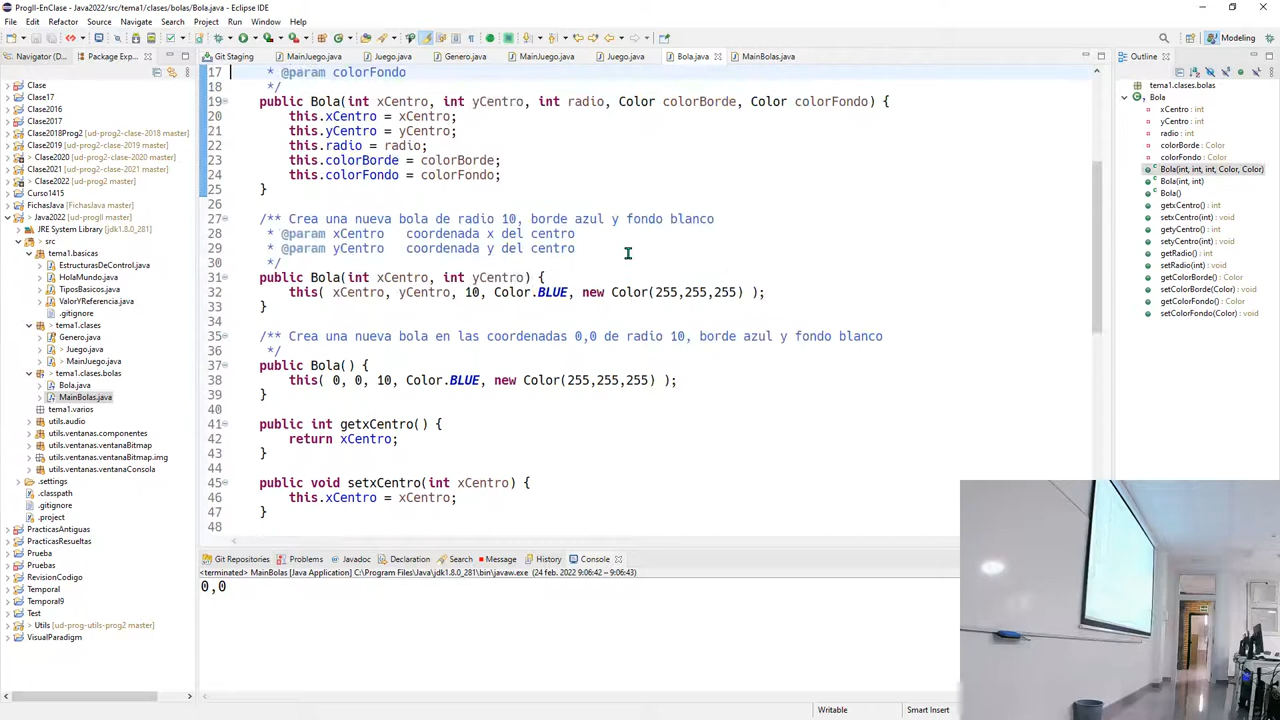 ProgII-EnClase - Java2022/src/tema1/clases/bolas/Bola.java - Eclipse IDE
File Edit Refactor Source Navigate Search Project Run Window Help
Modeling
Navigator (D... Package Exp...
Git Staging MainJuego.java Juego.java Genero.java MainJuego.java Juego.java Bola.java MainBolas.java
Outline
Clase
Clase17
Clase2016
Clase2017
Clase2018Prog2 [ud-prog2-clase-2018 master]
Clase2019 [ud-prog2-clase-2019 master]
> Clase2020 [ud-prog2-clase-2020 master]
Clase2021 [ud-prog2-clase-2021 master]
> Clase2022 [ud-prog2 master]
Curso1415
FichasJava [FichasJava master]
> Java2022 [ud-progII master]
JRE System Library [jdk1.8.0_281]
> src
tema1.basicas
EstructurasDeControl.java
HolaMundo.java
TiposBasicos.java
ValorYReferencia.java
.gitignore
> tema1.clases
Genero.java
> Juego.java
> MainJuego.java
> tema1.clases.bolas
Bola.java
MainBolas.java
tema1.varios
utils.audio
utils.ventanas.componentes
utils.ventanas.ventanaBitmap
utils.ventanas.ventanaBitmap.img
utils.ventanas.ventanaConsola
.settings
.classpath
.gitignore
.project
PracticasAntiguas
PracticasResueltas
Prueba
Pruebas
RevisionCodigo
Temporal
Temporal9
Test
> Utils [ud-prog-utils-prog2 master]
VisualParadigm
17 * @param colorFondo
18 */
19 public Bola(int xCentro, int yCentro, int radio, Color colorBorde, Color colorFondo) {
20 this.xCentro = xCentro;
21 this.yCentro = yCentro;
22 this.radio = radio;
23 this.colorBorde = colorBorde;
24 this.colorFondo = colorFondo;
25 }
26
27 /** Crea una nueva bola de radio 10, borde azul y fondo blanco
28 * @param xCentro coordenada x del centro
29 * @param yCentro coordenada y del centro
30 */
31 public Bola(int xCentro, int yCentro) {
32 this( xCentro, yCentro, 10, Color.BLUE, new Color(255,255,255) );
33 }
34
35 /** Crea una nueva bola en las coordenadas 0,0 de radio 10, borde azul y fondo blanco
36 */
37 public Bola() {
38 this( 0, 0, 10, Color.BLUE, new Color(255,255,255) );
39 }
40
41 public int getxCentro() {
42 return xCentro;
43 }
44
45 public void setxCentro(int xCentro) {
46 this.xCentro = xCentro;
47 }
48
tema1.clases.bolas
Bola
xCentro : int
yCentro : int
radio : int
colorBorde : Color
colorFondo : Color
Bola(int, int, int, Color, Color)
Bola(int, int)
Bola()
getxCentro() : int
setxCentro(int) : void
getyCentro() : int
setyCentro(int) : void
getRadio() : int
setRadio(int) : void
getColorBorde() : Color
setColorBorde(Color) : void
getColorFondo() : Color
setColorFondo(Color) : void
Git Repositories Problems Javadoc Declaration Search Message History Console
<terminated> MainBolas [Java Application] C:\Program Files\Java\jdk1.8.0_281\bin\javaw.exe (24 feb. 2022 9:06:42 – 9:06:43)
0,0
Writable Smart Insert